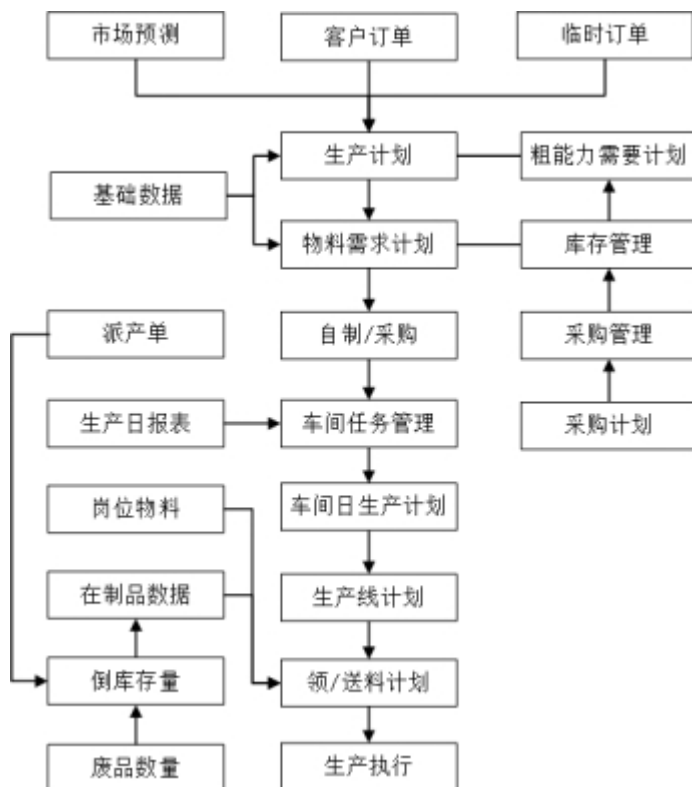 市场预测
客户订单
临时订单
生产计划
粗能力需要计划
基础数据
物料需求计划
库存管理
派产单
自制/采购
采购管理
生产日报表
车间任务管理
采购计划
岗位物料
车间日生产计划
在制品数据
生产线计划
倒库存量
领/送料计划
废品数量
生产执行